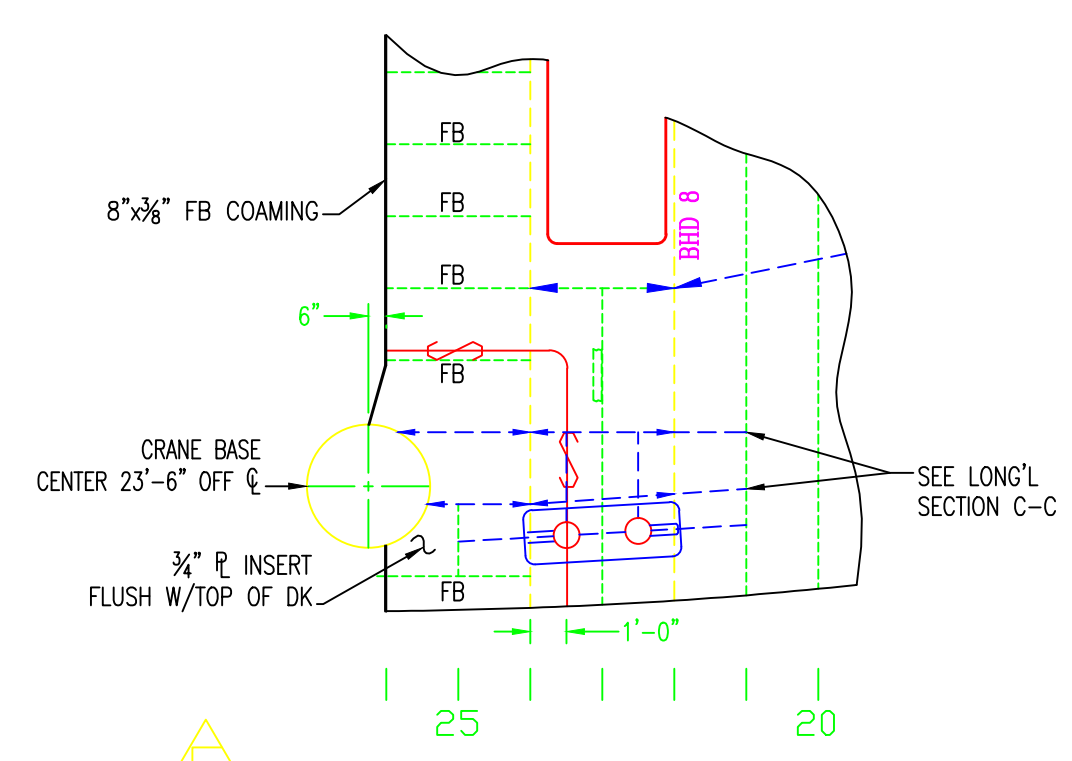 FB
8"x⅜" FB COAMING
FB
BHD 8
FB
6"
FB
CRANE BASE
CENTER 23'-6" OFF ℄
SEE LONG'L
SECTION C-C
¾" ⅊ INSERT
FLUSH W/TOP OF DK
FB
1'-0"
25
20
A